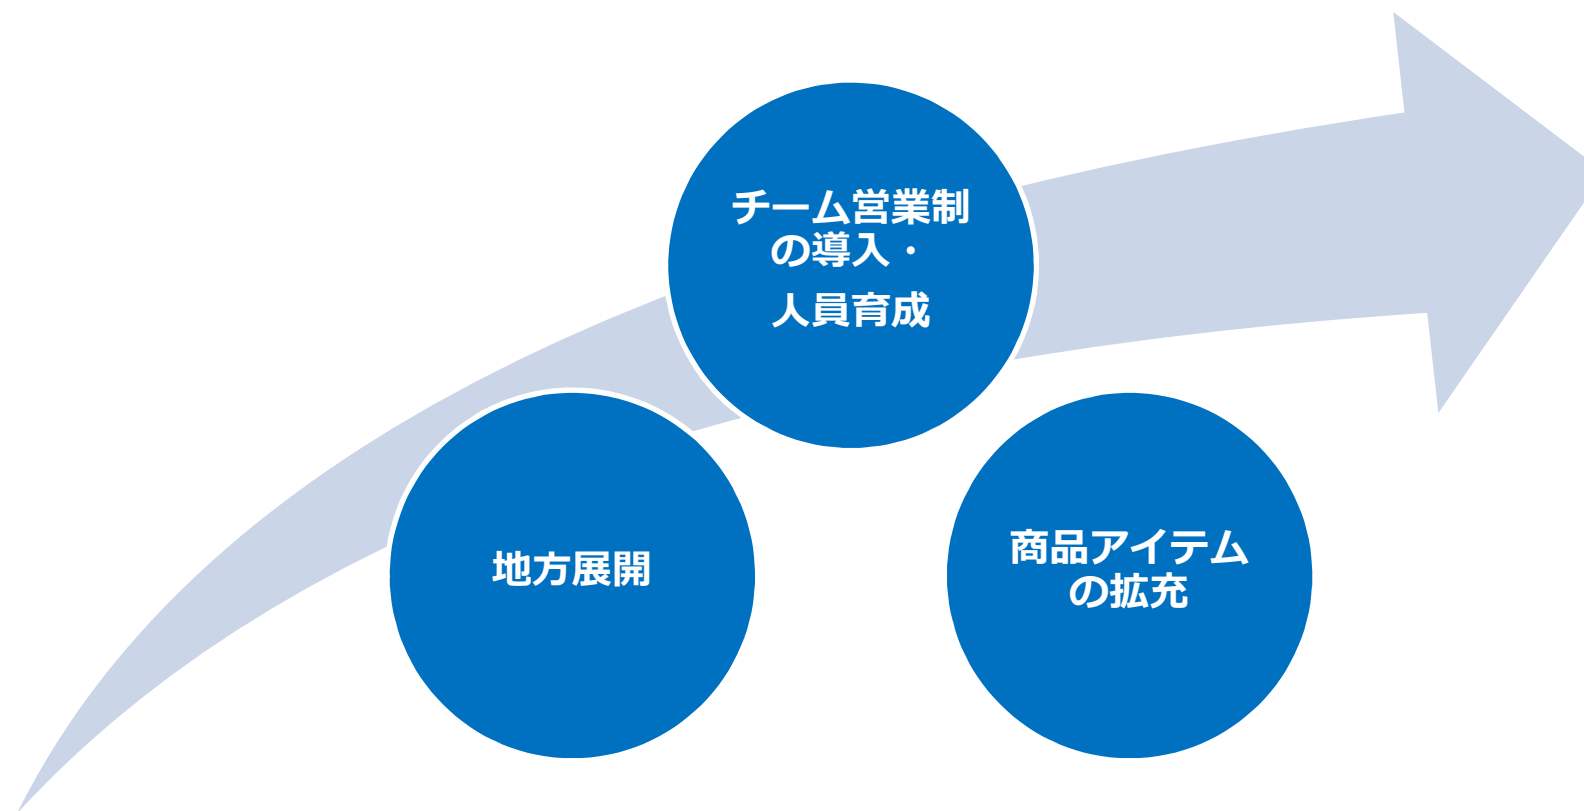 チーム営業制
の導入・
人員育成
地方展開
商品アイテム
の拡充